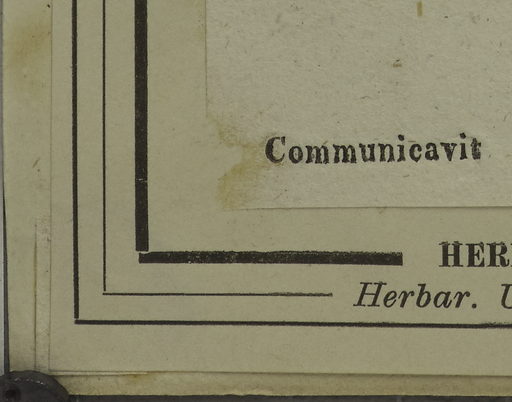 Communicavit
HER
Herbar. U